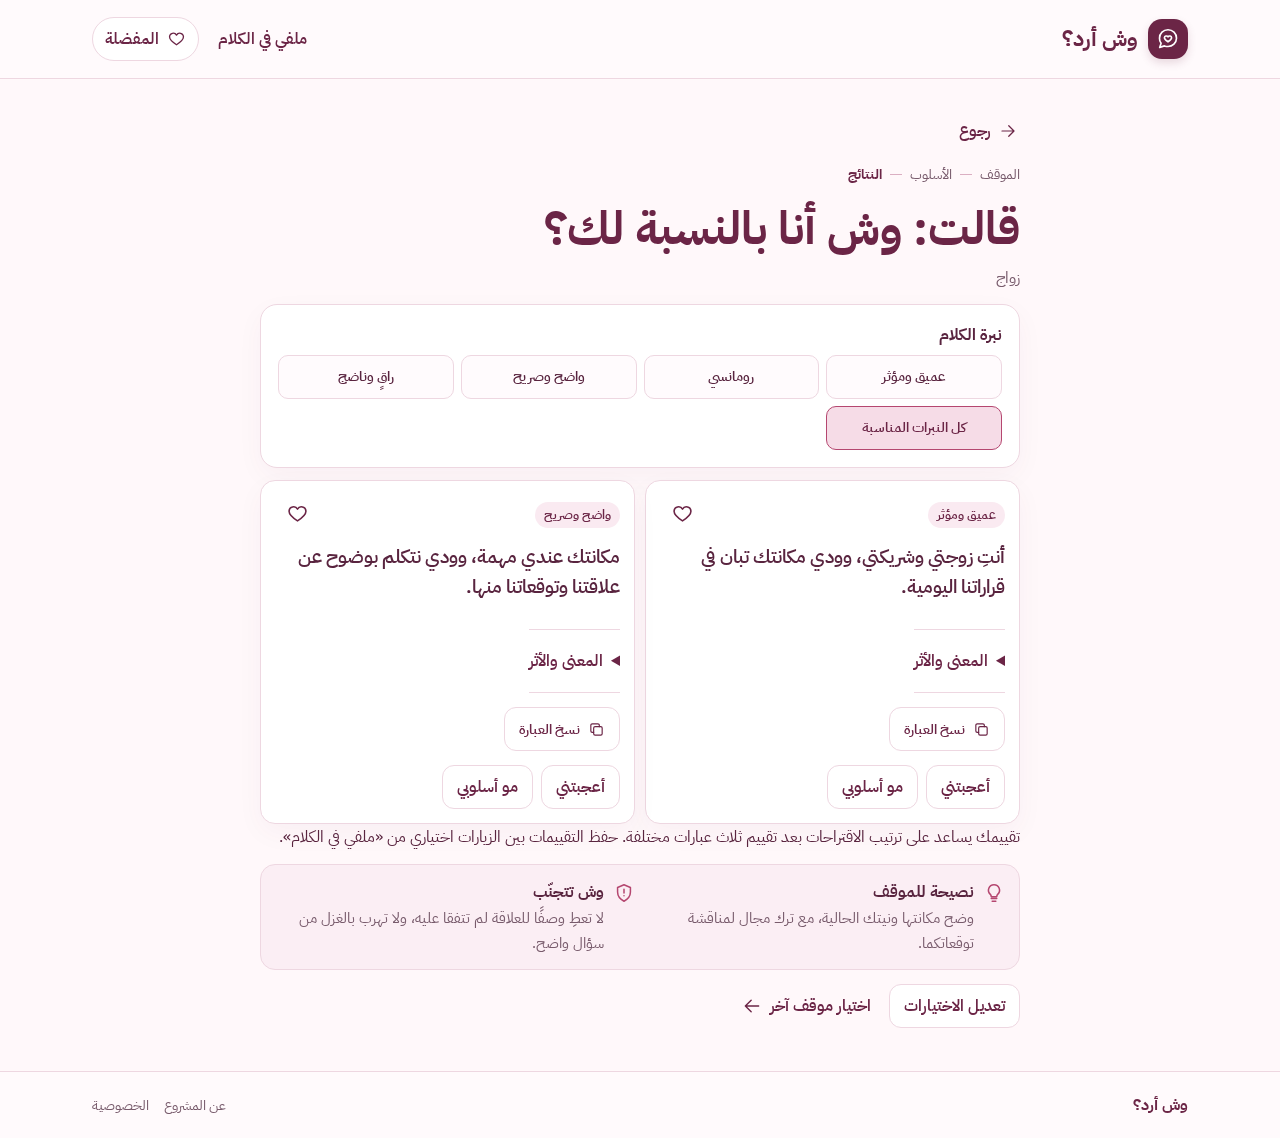 وش أرد؟
ملفي في الكلام
المفضلة
رجوع
الموقف — الأسلوب — النتائج
قالت: وش أنا بالنسبة لك؟
زواج
نبرة الكلام
عميق ومؤثر
رومانسي
واضح وصريح
راقٍ وناضج
كل النبرات المناسبة
عميق ومؤثر
أنتِ زوجتي وشريكتي، وودي مكانتك تبان في
قراراتنا اليومية.
المعنى والأثر
نسخ العبارة
أعجبتني
مو أسلوبي
واضح وصريح
مكانتك عندي مهمة، وودي نتكلم بوضوح عن
علاقتنا وتوقعاتنا منها.
المعنى والأثر
نسخ العبارة
أعجبتني
مو أسلوبي
تقييمك يساعد على ترتيب الاقتراحات بعد تقييم ثلاث عبارات مختلفة. حفظ التقييمات بين الزيارات اختياري من «ملفي في الكلام».
نصيحة للموقف
وضح مكانتها ونيتك الحالية، مع ترك مجال لمناقشة
توقعاتكما.
وش تتجنّب
لا تعطِ وصفًا للعلاقة لم تتفقا عليه، ولا تهرب بالغزل من
سؤال واضح.
تعديل الاختيارات
اختيار موقف آخر
وش أرد؟
عن المشروع
الخصوصية